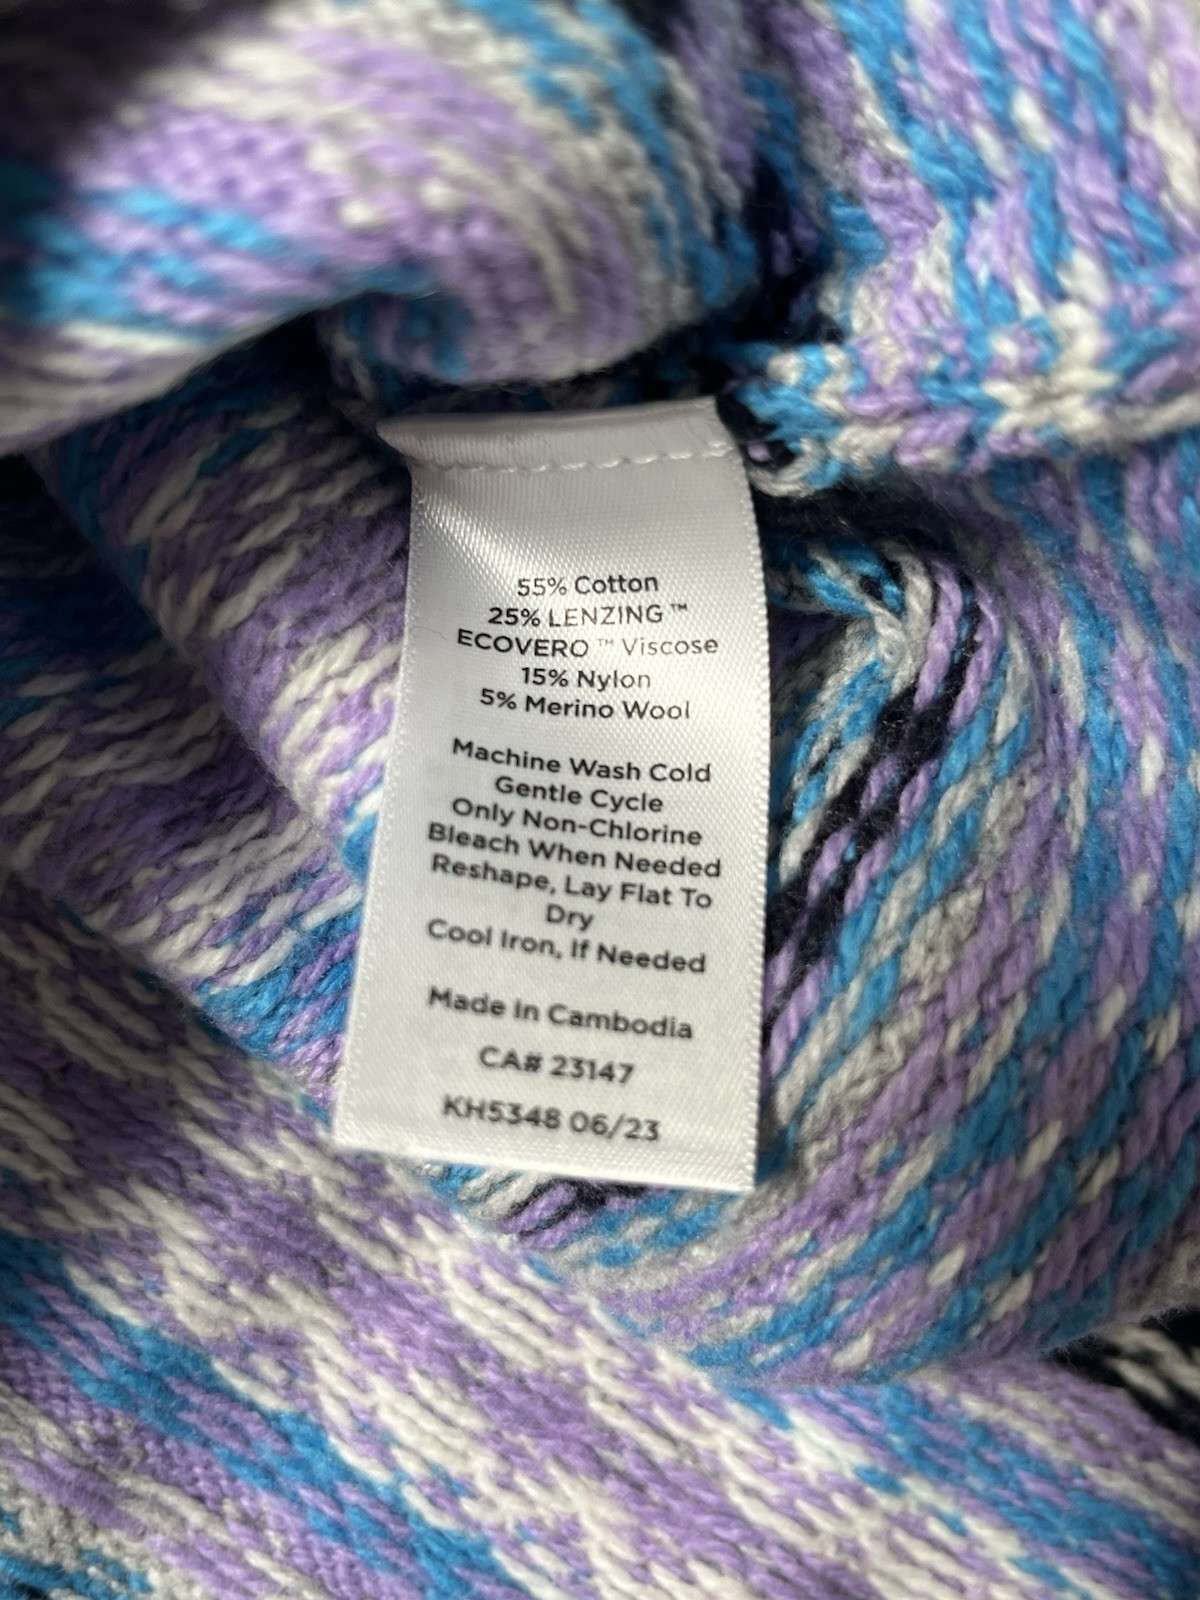 55% Cotton
25% LENZING™
ECOVERO™ Viscose
15% Nylon
5% Merino Wool
Machine Wash Cold
Gentle Cycle
Only Non-Chlorine
Bleach When Needed
Reshape, Lay Flat To
Dry
Cool Iron, If Needed
Made In Cambodia
CA# 23147
KH5348 06/23